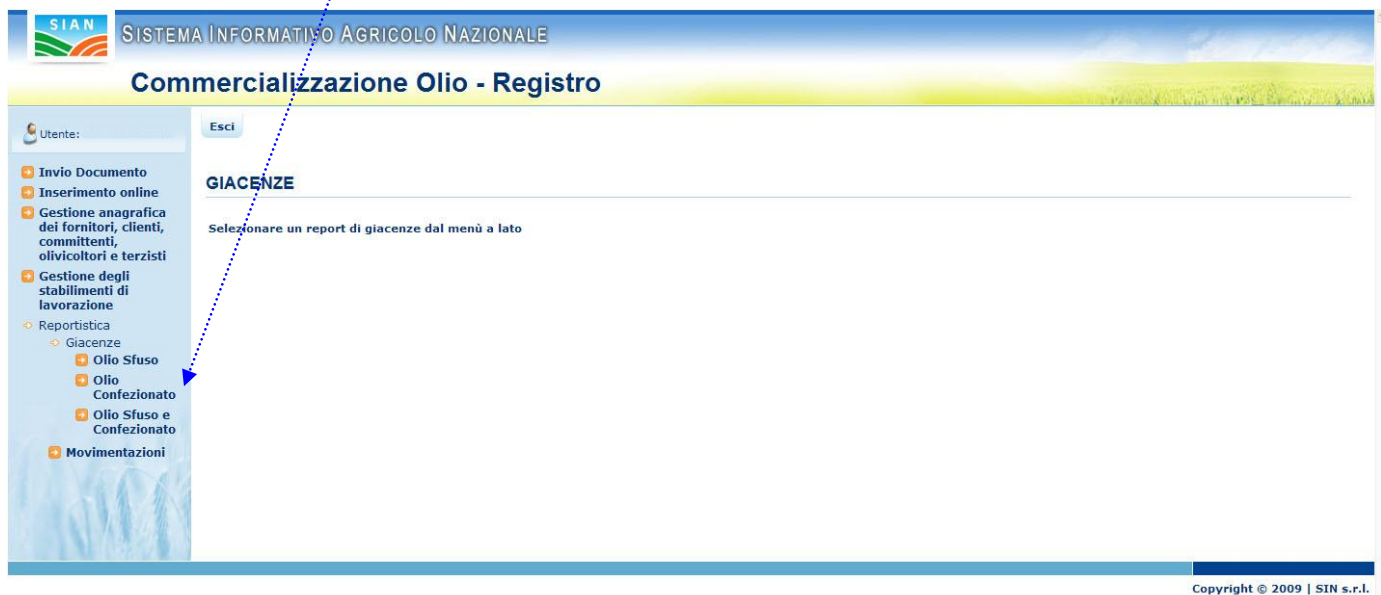 SIAN
SISTEMA INFORMATIVO AGRICOLO NAZIONALE
Commercializzazione Olio - Registro
Utente:
Esci
Invio Documento
Inserimento online
Gestione anagrafica
dei fornitori, clienti,
committenti,
olivicoltori e terzisti
Gestione degli
stabilimenti di
lavorazione
Reportistica
Giacenze
Olio Sfuso
Olio
Confezionato
Olio Sfuso e
Confezionato
Movimentazioni
GIACENZE
Selezionare un report di giacenze dal menù a lato
Copyright © 2009 | SIN s.r.l.